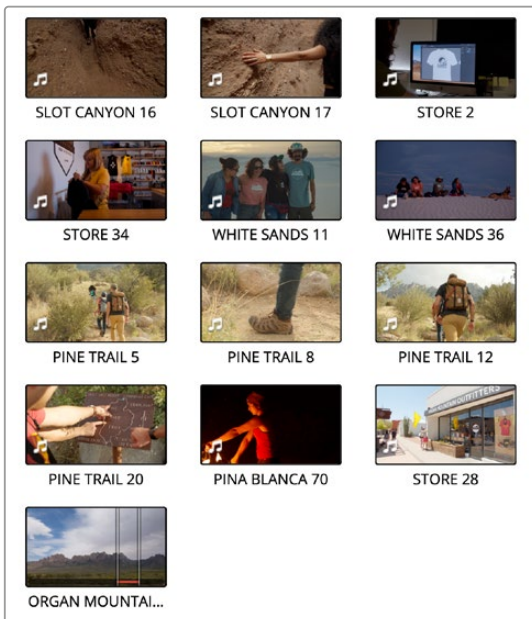 SLOT CANYON 16
SLOT CANYON 17
STORE 2
STORE 34
WHITE SANDS 11
WHITE SANDS 36
PINE TRAIL 5
PINE TRAIL 8
PINE TRAIL 12
PINE TRAIL 20
PINA BLANCA 70
STORE 28
ORGAN MOUNTAI...